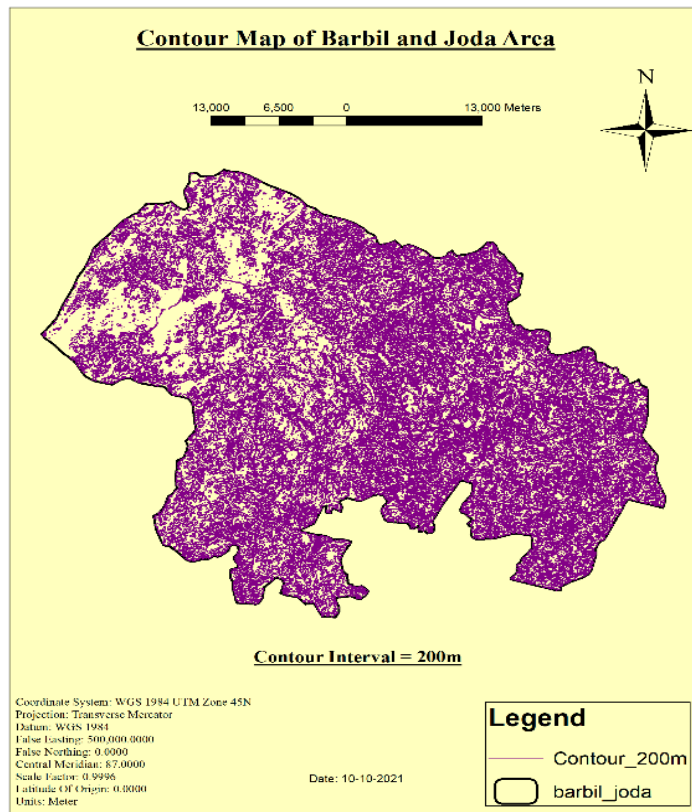 Contour Map of Barbil and Joda Area
N
13,000 6,500 0 13,000 Meters
Contour Interval = 200m
Coordinate System: WGS 1984 UTM Zone 45N
Projection: Transverse Mercator
Datum: WGS 1984
False Easting: 500,000.0000
False Northing: 0.0000
Central Meridian: 87.0000
Scale Factor: 0.9996
Latitude Of Origin: 0.0000
Units: Meter
Date: 10-10-2021
Legend
Contour_200m
barbil_joda